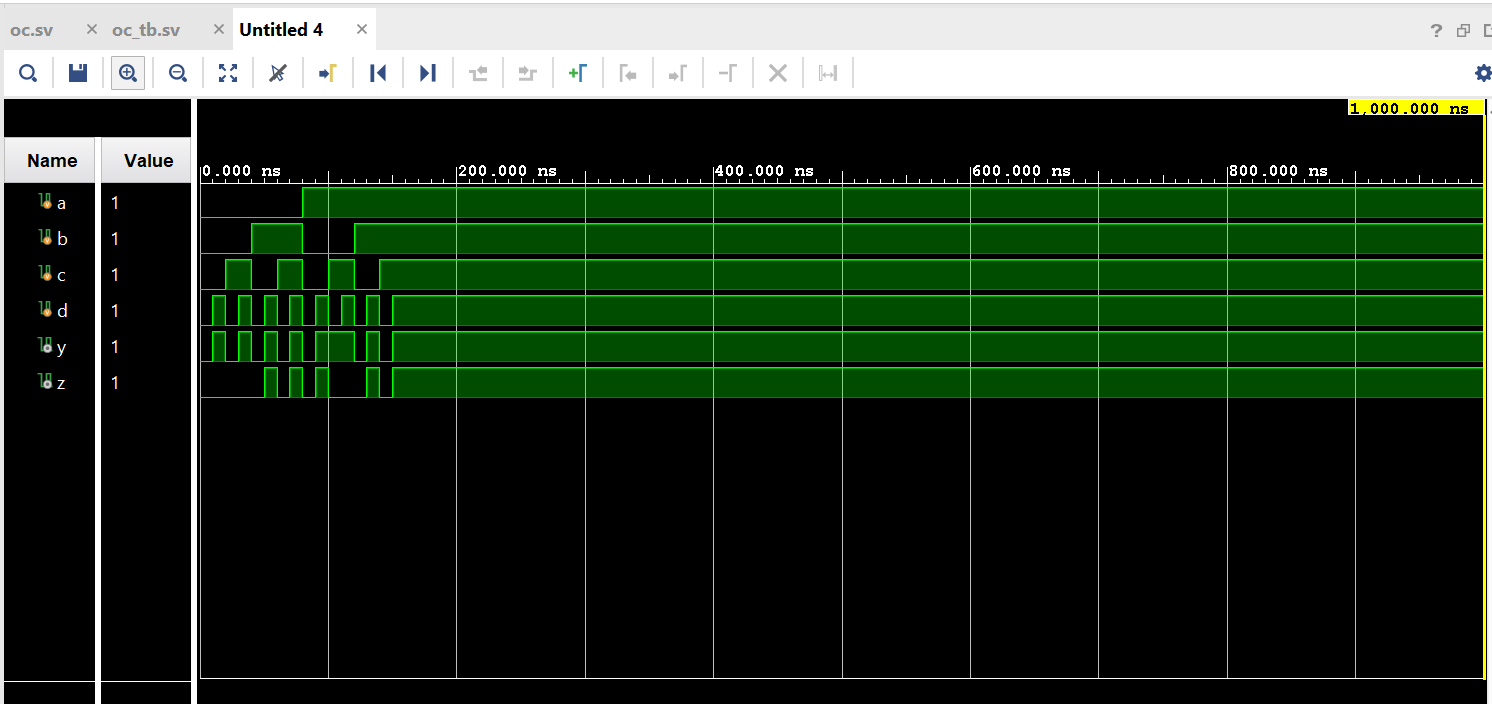 oc.sv × oc_tb.sv × Untitled 4 × ?
1,000.000 ns
Name Value 0.000 ns 200.000 ns 400.000 ns 600.000 ns 800.000 ns
a 1
b 1
c 1
d 1
y 1
z 1